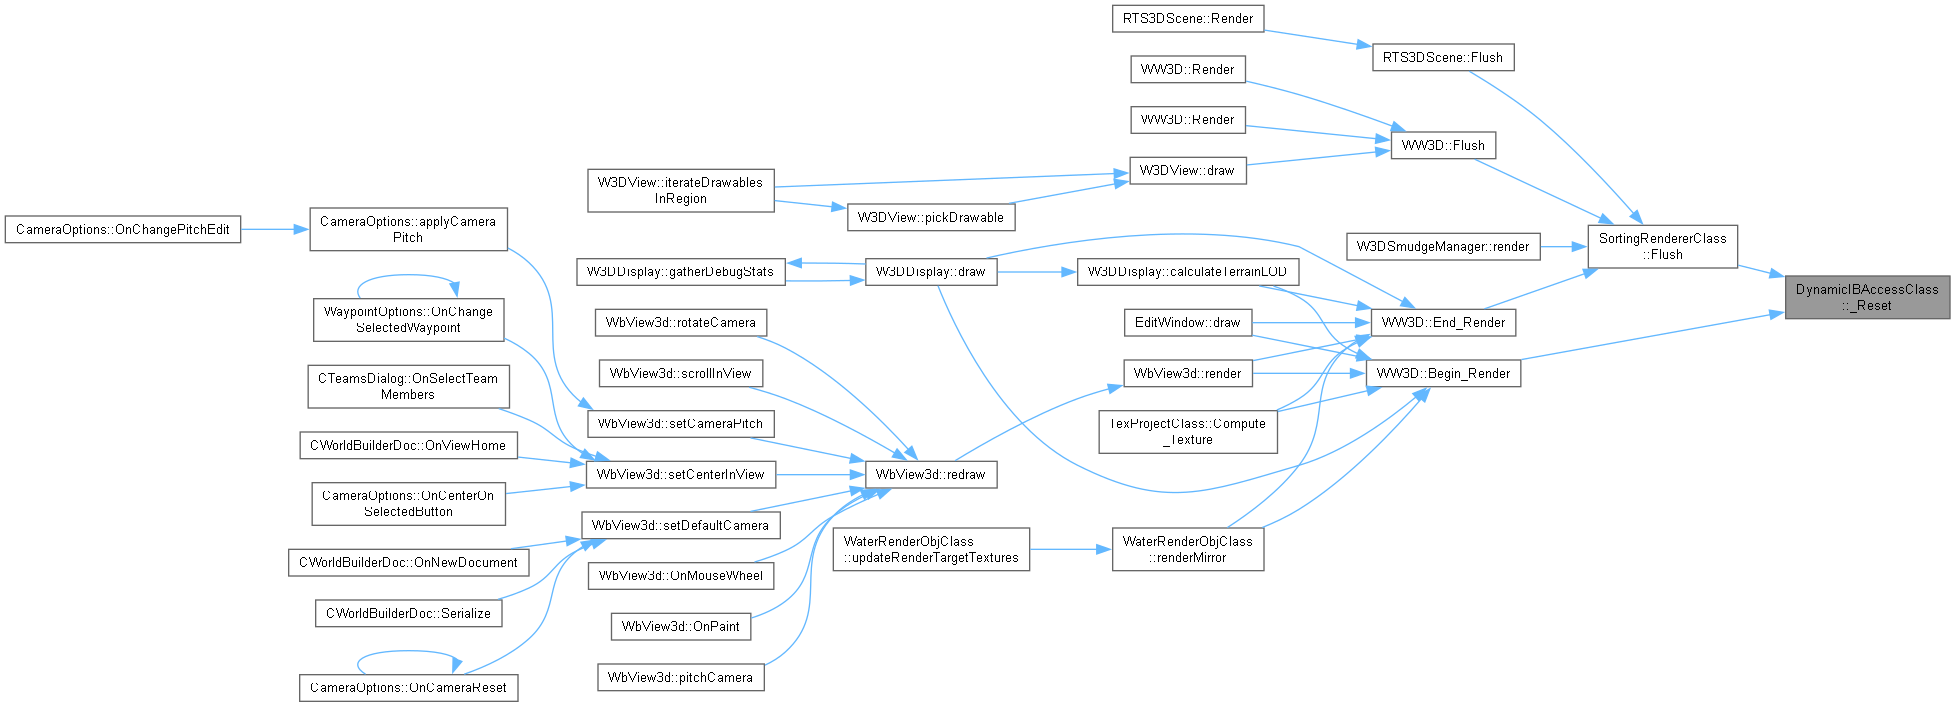 RTS3DScene::Render
RTS3DScene::Flush
WW3D::Render
WW3D::Render
WW3D::Flush
W3DView::draw
W3DView::iterateDrawables
InRegion
W3DView::pickDrawable
CameraOptions::OnChangePitchEdit
CameraOptions::applyCamera
Pitch
W3DSmudgeManager::render
SortingRendererClass
::Flush
W3DDisplay::gatherDebugStats
W3DDisplay::draw
W3DDisplay::calculateTerrainLOD
DynamicIBAccessClass
::_Reset
WaypointOptions::OnChange
SelectedWaypoint
WbView3d::rotateCamera
EditWindow::draw
WW3D::End_Render
CTeamsDialog::OnSelectTeam
Members
WbView3d::scrollInView
WbView3d::render
WW3D::Begin_Render
WbView3d::setCameraPitch
TexProjectClass::Compute
_Texture
CWorldBuilderDoc::OnViewHome
WbView3d::setCenterInView
WbView3d::redraw
CameraOptions::OnCenterOn
SelectedButton
WbView3d::setDefaultCamera
WaterRenderObjClass
::updateRenderTargetTextures
WaterRenderObjClass
::renderMirror
CWorldBuilderDoc::OnNewDocument
WbView3d::OnMouseWheel
CWorldBuilderDoc::Serialize
WbView3d::OnPaint
CameraOptions::OnCameraReset
WbView3d::pitchCamera